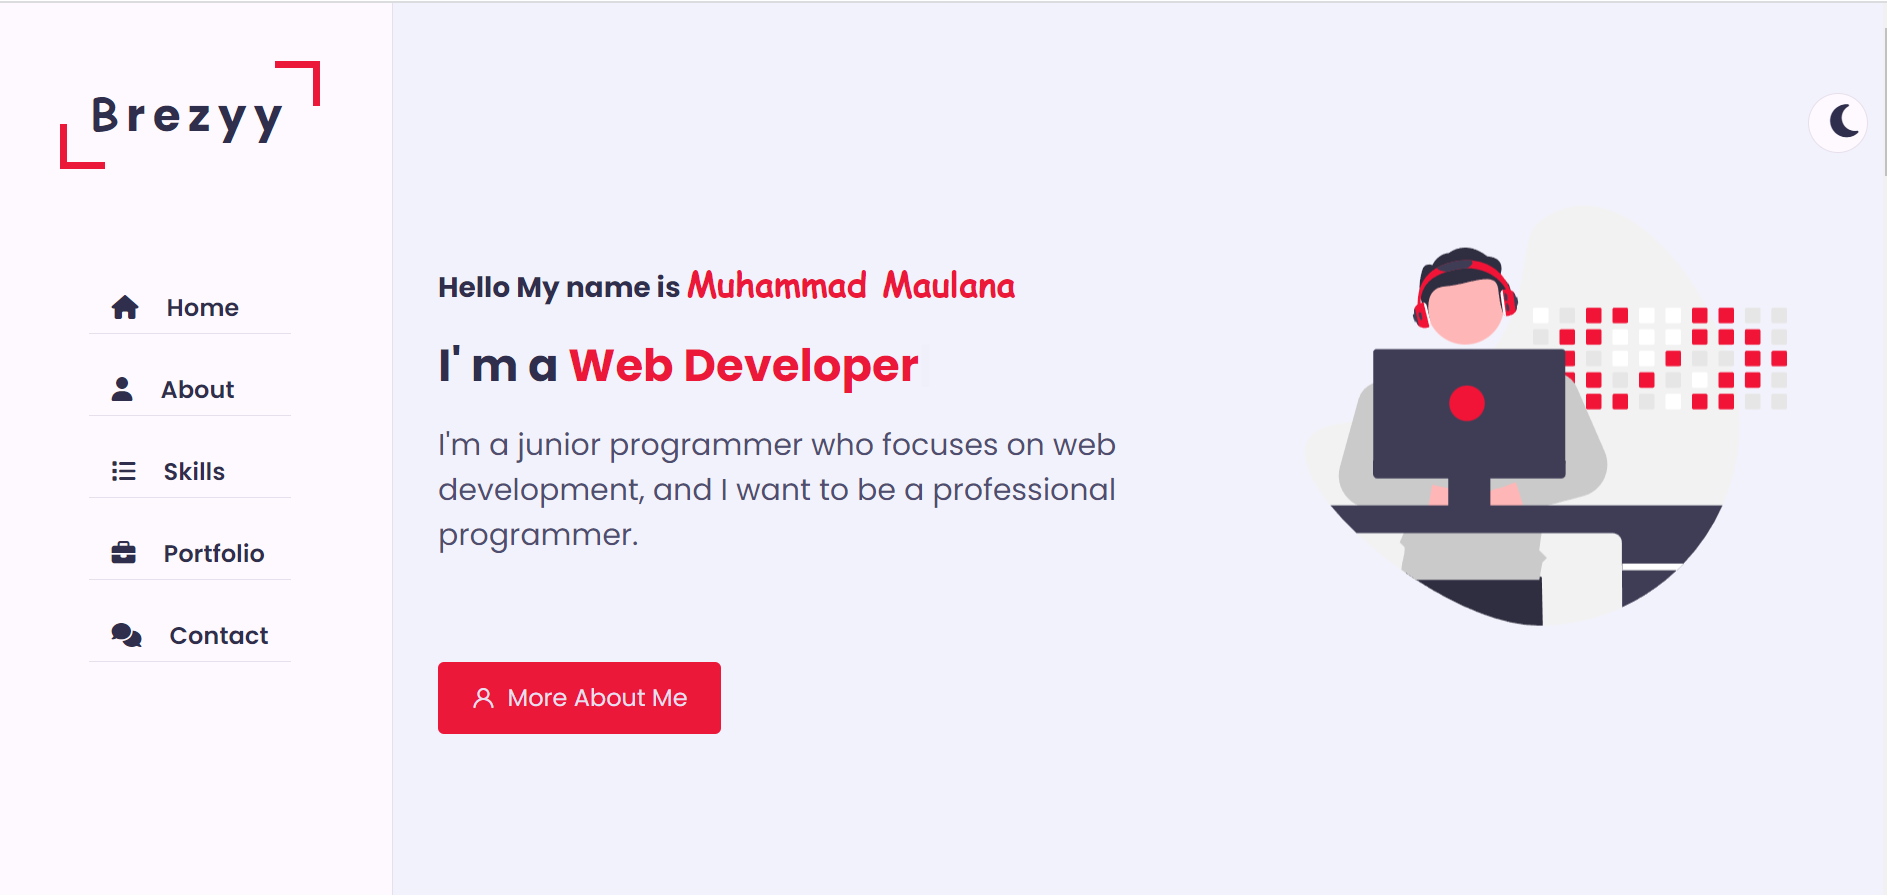 Brezyy
Home
About
Skills
Portfolio
Contact
Hello My name is Muhammad Maulana
I' m a Web Developer
I'm a junior programmer who focuses on web
development, and I want to be a professional
programmer.
More About Me